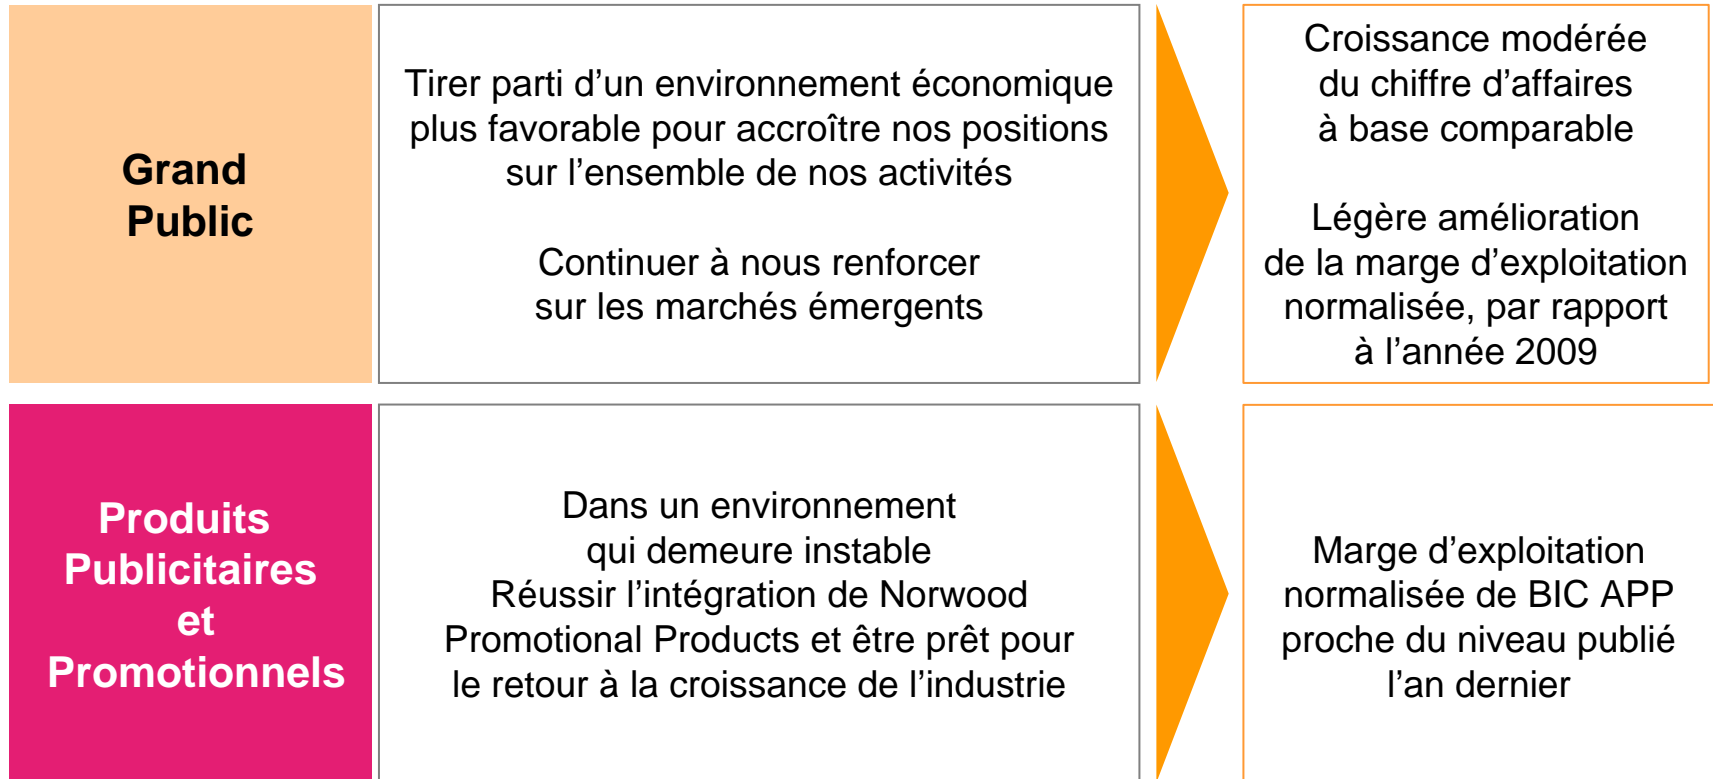 Grand
Public
Tirer parti d’un environnement économique
plus favorable pour accroître nos positions
sur l’ensemble de nos activités
Continuer à nous renforcer
sur les marchés émergents
Croissance modérée
du chiffre d’affaires
à base comparable
Légère amélioration
de la marge d’exploitation
normalisée, par rapport
à l’année 2009
Produits
Publicitaires
et
Promotionnels
Dans un environnement
qui demeure instable
Réussir l’intégration de Norwood
Promotional Products et être prêt pour
le retour à la croissance de l’industrie
Marge d’exploitation
normalisée de BIC APP
proche du niveau publié
l’an dernier